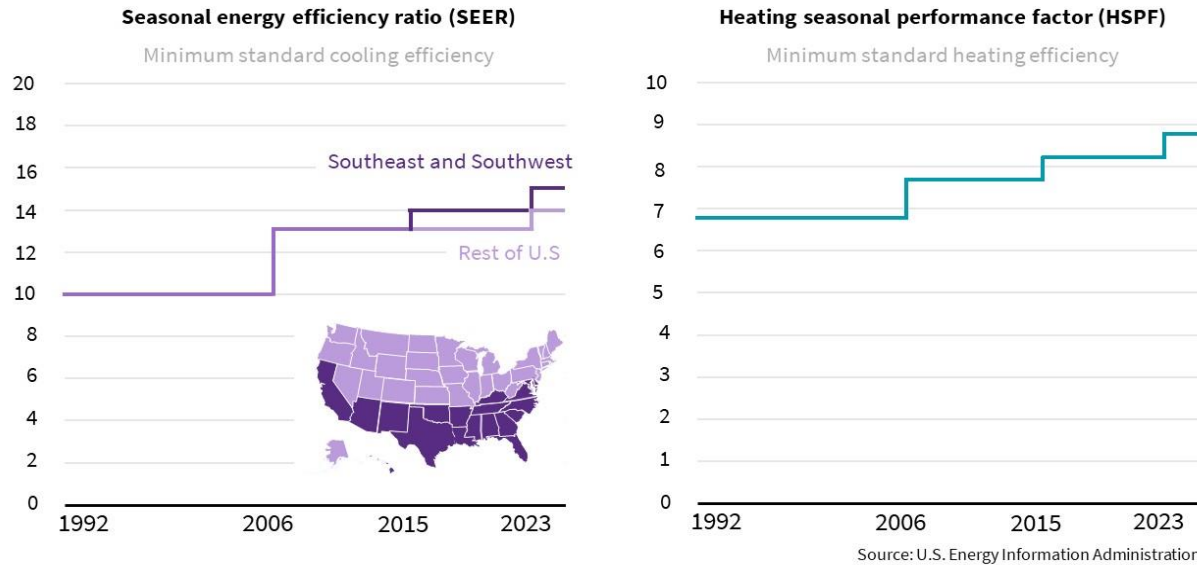 Seasonal energy efficiency ratio (SEER)
Minimum standard cooling efficiency
20
18
16
14
12
10
8
6
4
2
0
Southeast and Southwest
Rest of U.S
1992 2006 2015 2023
Heating seasonal performance factor (HSPF)
Minimum standard heating efficiency
10
9
8
7
6
5
4
3
2
1
0
1992 2006 2015 2023
Source: U.S. Energy Information Administration